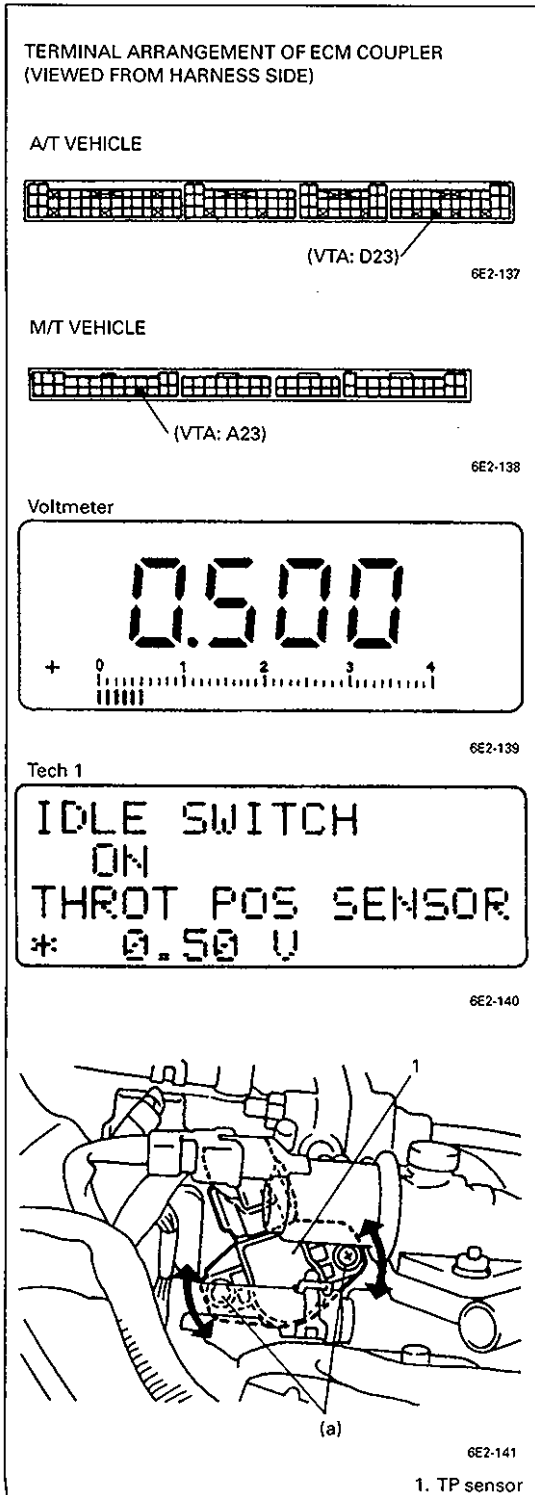 TERMINAL ARRANGEMENT OF ECM COUPLER
(VIEWED FROM HARNESS SIDE)
A/T VEHICLE
(VTA: D23)
6E2-137
M/T VEHICLE
(VTA: A23)
6E2-138
Voltmeter
0.500
+ 0 1 2 3 4
6E2-139
Tech 1
IDLE SWITCH
ON
THROT POS SENSOR
* 0.50 V
6E2-140
1
(a)
6E2-141
1. TP sensor